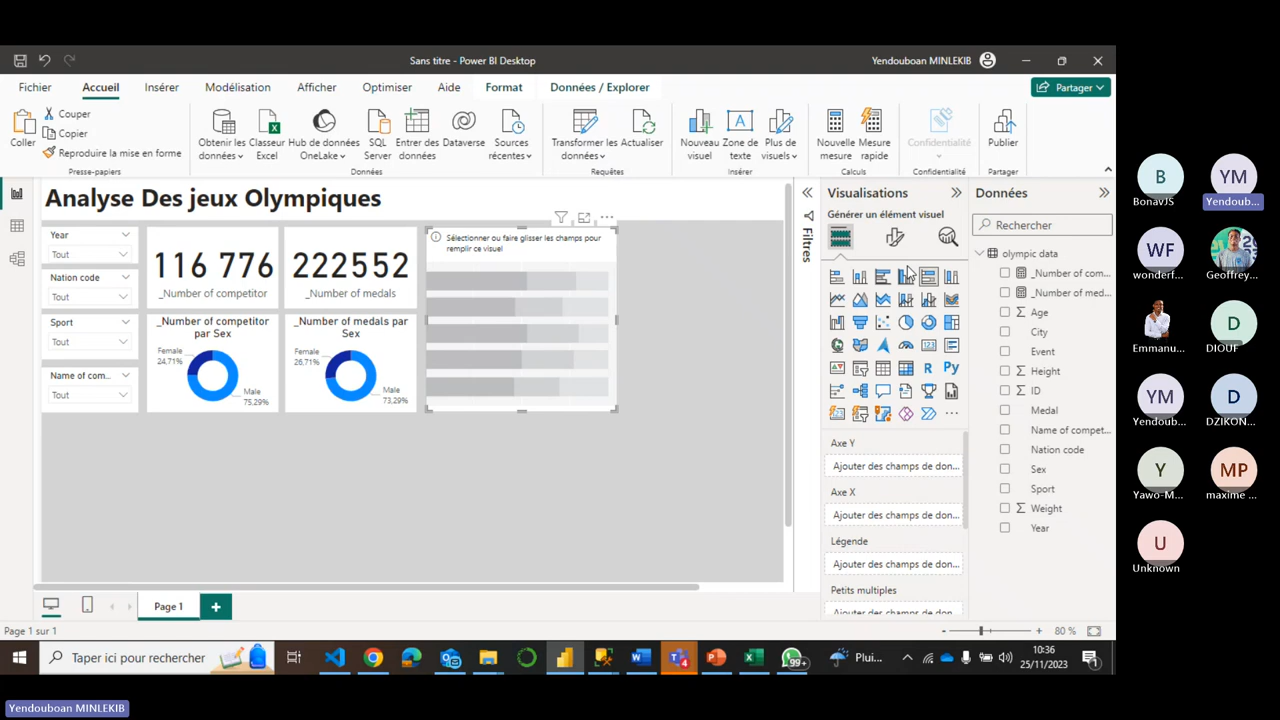 Sans titre - Power BI Desktop
Yendouboan MINLEKIB
Fichier
Accueil
Insérer
Modélisation
Afficher
Optimiser
Aide
Format
Données / Explorer
Partager
Coller
Couper
Copier
Reproduire la mise en forme
Presse-papiers
Obtenir les données
Classeur Excel
Hub de données OneLake
SQL Server
Entrer des données
Dataverse
Sources récentes
Données
Transformer les données
Actualiser
Requêtes
Nouveau visuel
Zone de texte
Plus de visuels
Insérer
Nouvelle mesure
Mesure rapide
Calculs
Confidentialité
Confidentialité
Publier
Partager
Analyse Des jeux Olympiques
Year
Tout
Nation code
Tout
Sport
Tout
Name of com...
Tout
116 776
_Number of competitor
222552
_Number of medals
_Number of competitor
par Sex
Female
24,71%
Male
75,29%
_Number of medals par
Sex
Female
26,71%
Male
73,29%
Sélectionner ou faire glisser les champs pour
remplir ce visuel
Filtres
Visualisations
Générer un élément visuel
R
Py
123
Axe Y
Ajouter des champs de don...
Axe X
Ajouter des champs de don...
Légende
Ajouter des champs de don...
Petits multiples
Ajouter des champs de don...
Données
Rechercher
olympic data
_Number of com...
_Number of med...
Age
City
Event
Height
ID
Medal
Name of compet...
Nation code
Sex
Sport
Weight
Year
Page 1
Page 1 sur 1
80 %
Taper ici pour rechercher
99+
Plui...
10:36
25/11/2023
1
B
BonavJS
YM
Yendoub...
WF
wonderf...
Geoffrey...
Emmanu...
D
DIOUF
YM
Yendoub...
D
DZIKON...
Y
Yawo-M...
MP
maxime ...
U
Unknown
Yendouboan MINLEKIB